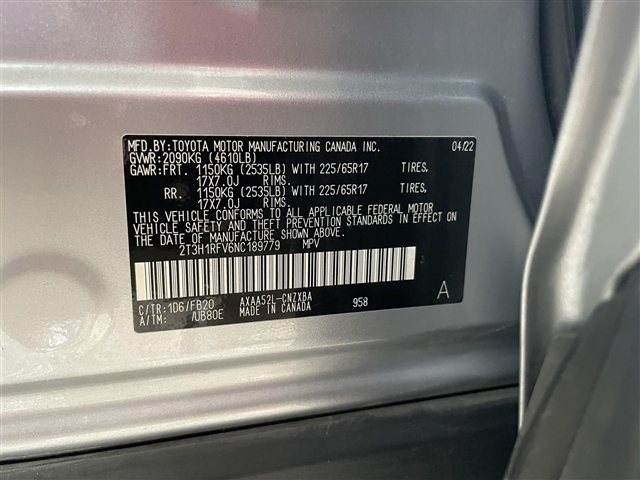 MFD.BY:TOYOTA MOTOR MANUFACTURING CANADA INC. 04/22
GVWR:2090KG (4610LB)
GAWR:FRT. 1150KG (2535LB) WITH 225/65R17 TIRES,
17X7.0J RIMS.
RR. 1150KG (2535LB) WITH 225/65R17 TIRES,
17X7.0J RIMS.
THIS VEHICLE CONFORMS TO ALL APPLICABLE FEDERAL MOTOR
VEHICLE SAFETY AND THEFT PREVENTION STANDARDS IN EFFECT
ON THE DATE OF MANUFACTURE SHOWN ABOVE.
2T3H1RFV6NC189779 MPV
C/TR:1D6/FB20 AXAA52L-CNZXBA 958 A
A/TM: /UB80E MADE IN CANADA